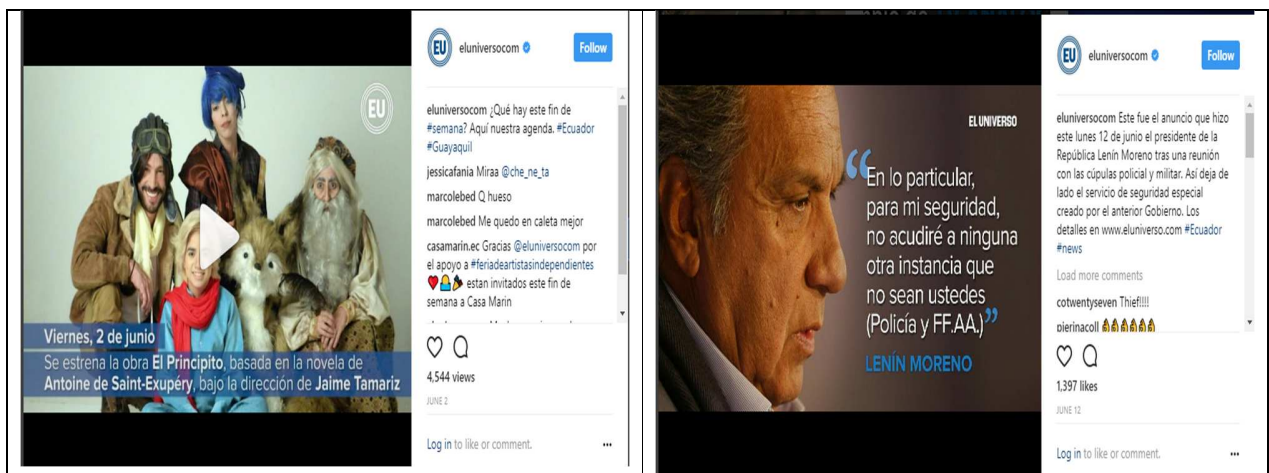 EU
Viernes, 2 de junio
Se estrena la obra El Principito, basada en la novela de
Antoine de Saint-Exupéry, bajo la dirección de Jaime Tamariz
EU
eluniversocom
Follow
eluniversocom ¿Qué hay este fin de
#semana? Aquí nuestra agenda. #Ecuador
#Guayaquil
jessicafania Miraa @che_ne_ta
marcolebed Q hueso
marcolebed Me quedo en caleta mejor
casamarin.ec Gracias @eluniversocom por
el apoyo a #feriadeartistasindependientes
estan invitados este fin de
semana a Casa Marin
4,544 views
JUNE 2
Log in to like or comment.
EL UNIVERSO
“En lo particular,
para mi seguridad,
no acudiré a ninguna
otra instancia que
no sean ustedes
(Policía y FF.AA.)”
LENÍN MORENO
EU
eluniversocom
Follow
eluniversocom Este fue el anuncio que hizo
este lunes 12 de junio el presidente de la
República Lenín Moreno tras una reunión
con las cúpulas policial y militar. Así deja de
lado el servicio de seguridad especial
creado por el anterior Gobierno. Los
detalles en www.eluniverso.com #Ecuador
#news
Load more comments
cotwentyseven Thief!!!!
pierinacoll
1,397 likes
JUNE 12
Log in to like or comment.